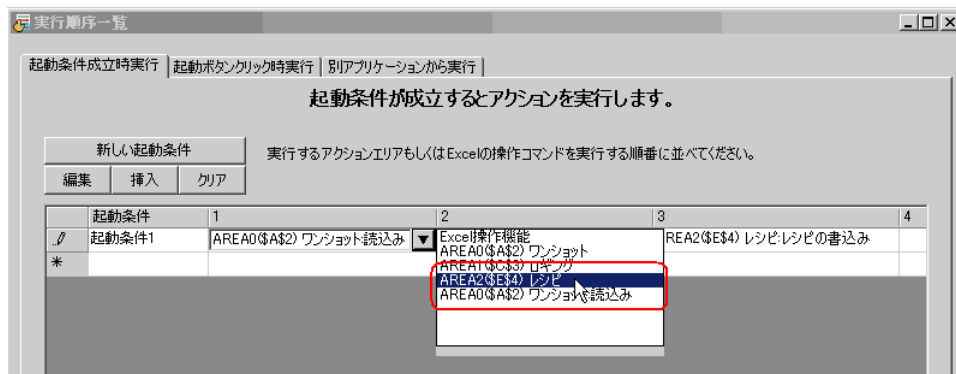 実行順序一覧
起動条件成立時実行 起動ボタンクリック時実行 別アプリケーションから実行
起動条件が成立するとアクションを実行します。
新しい起動条件
実行するアクションエリアもしくはExcelの操作コマンドを実行する順番に並べてください。
編集 挿入 クリア
起動条件 1 2 3 4
起動条件1 AREA0($A$2) ワンショット:読込み REA2($E$4) レシピ:レシピの書込み
Excel操作機能
AREA0($A$2) ワンショット
AREA1($C$3) ロギング
AREA2($E$4) レシピ
AREA0($A$2) ワンショット:読込み